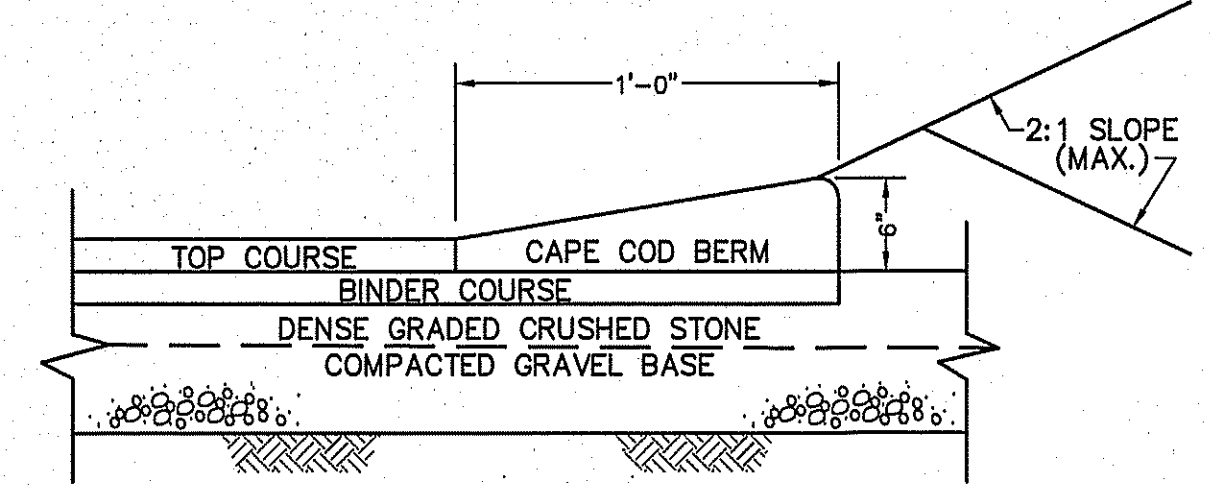 1'-0"
2:1 SLOPE
(MAX.)
6"
TOP COURSE
CAPE COD BERM
BINDER COURSE
DENSE GRADED CRUSHED STONE
COMPACTED GRAVEL BASE